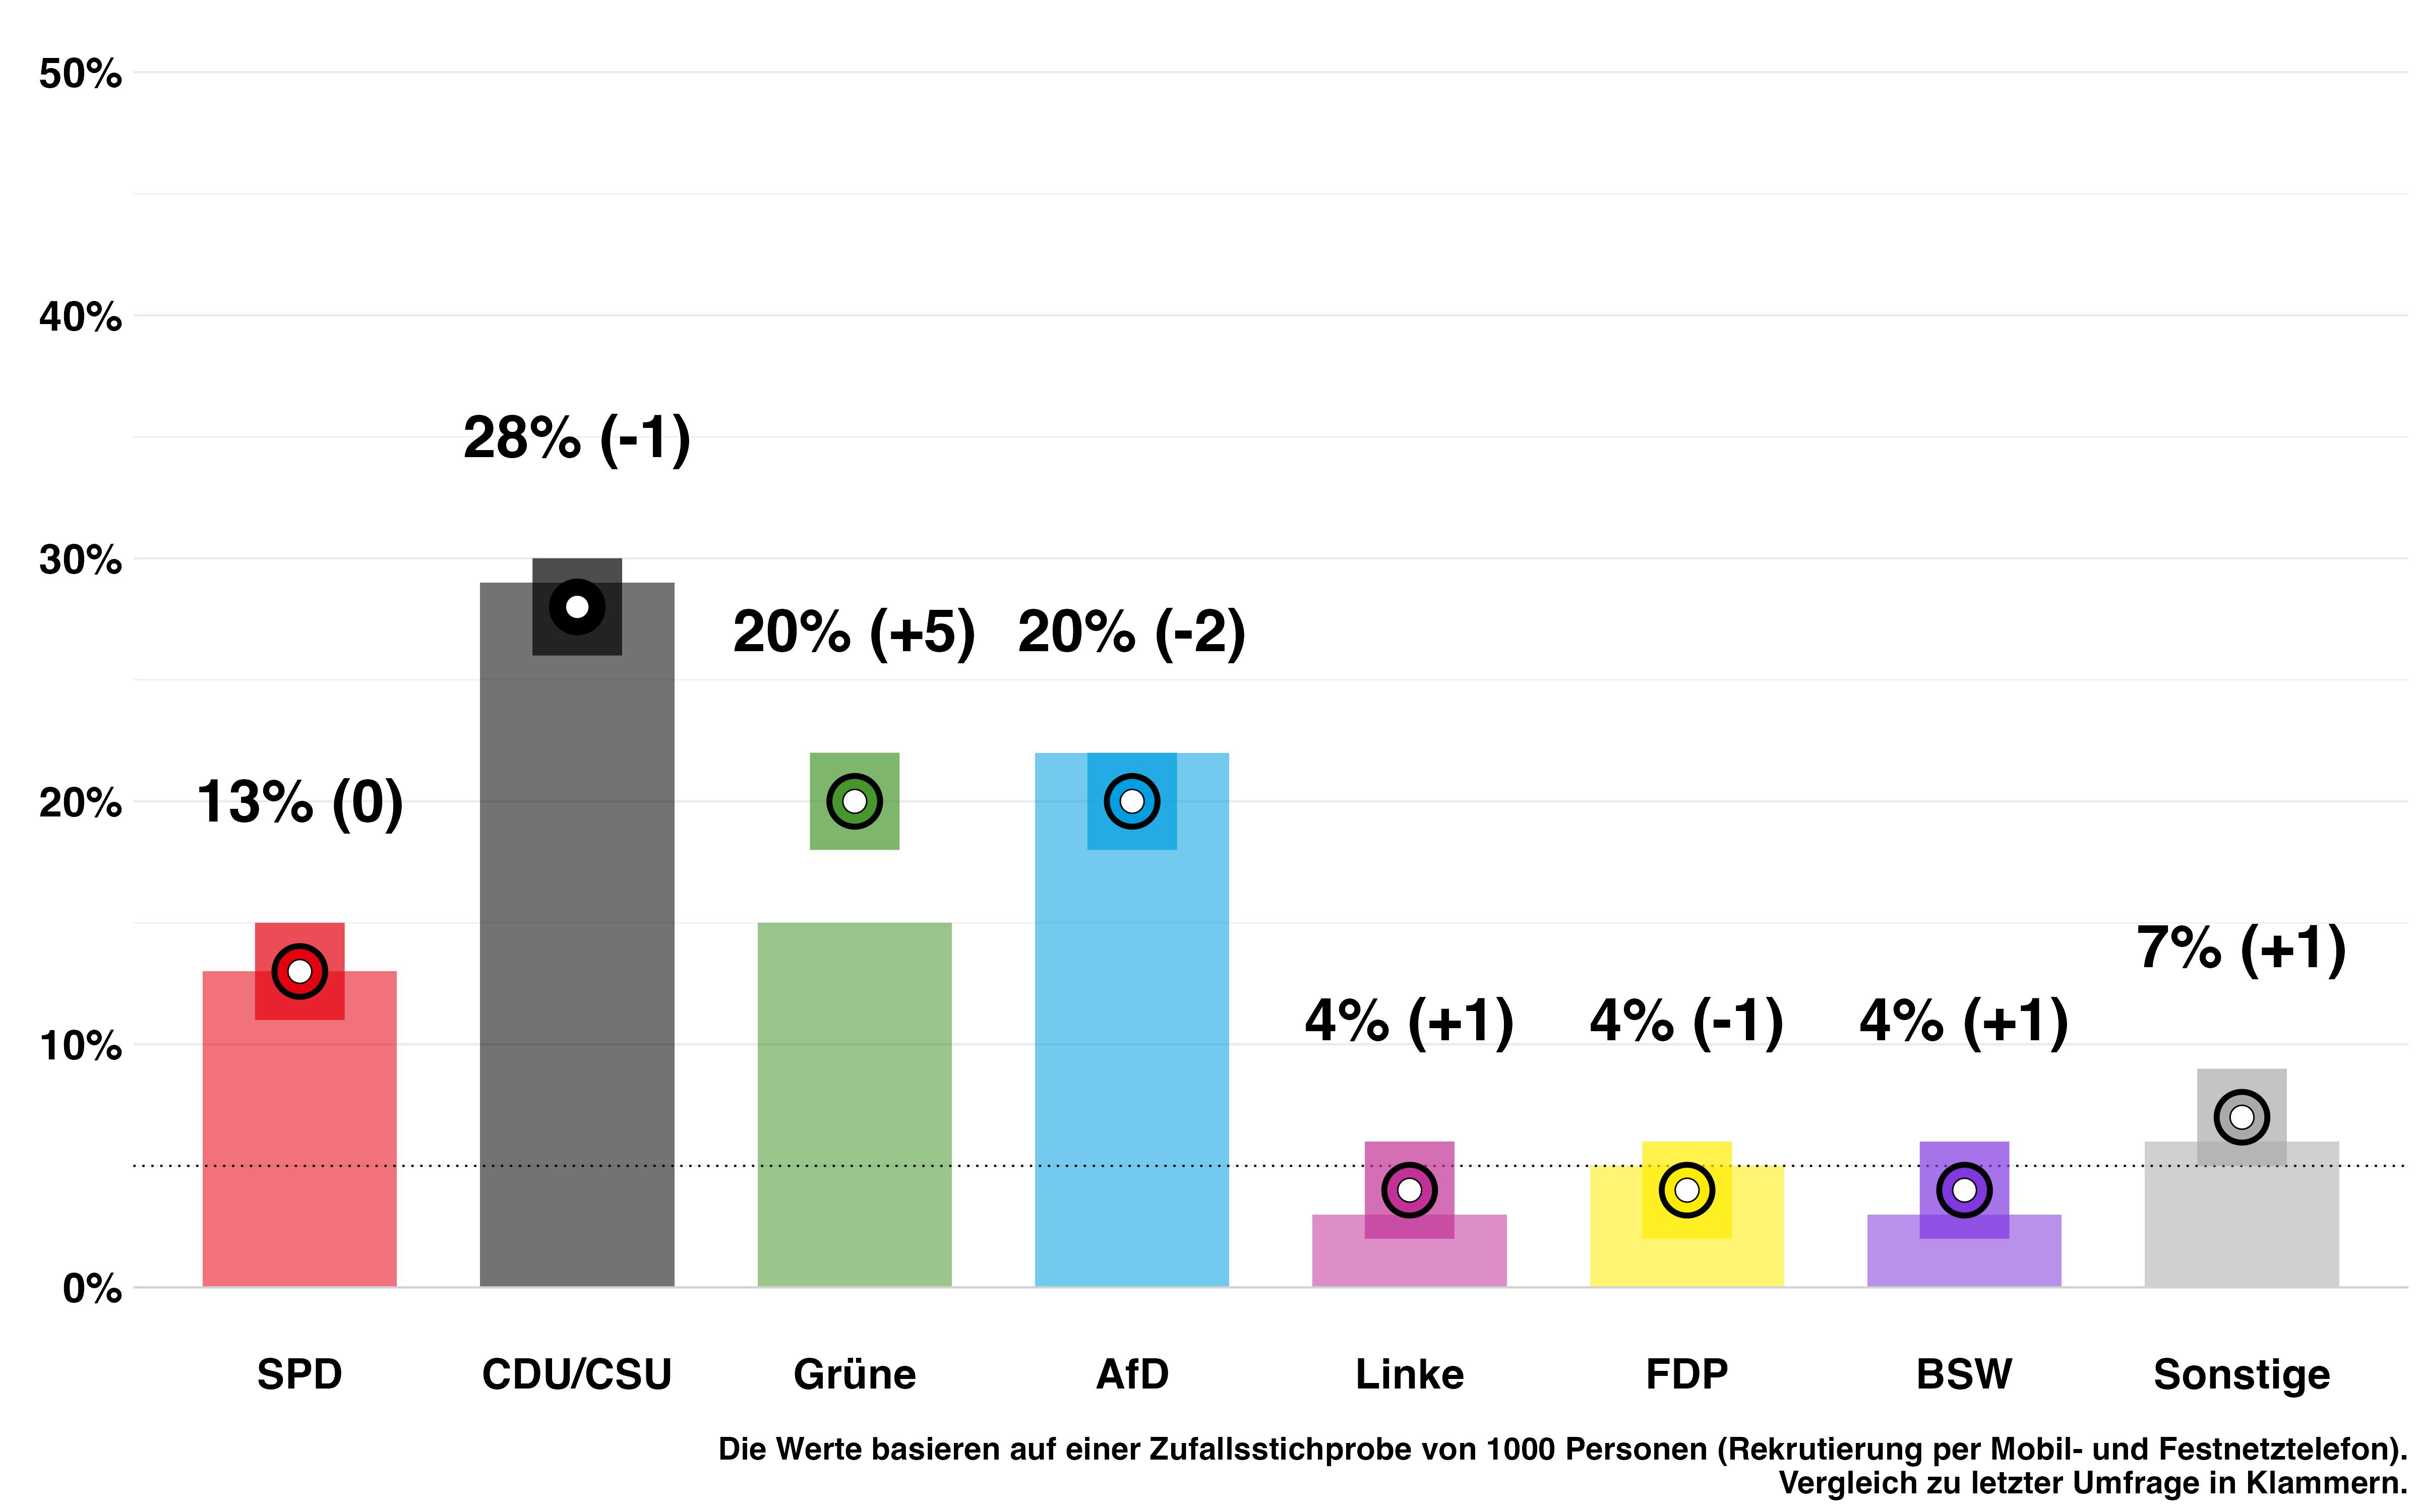 50%
40%
30%
20%
10%
0%
13% (0)
28% (-1)
20% (+5)
20% (-2)
4% (+1)
4% (-1)
4% (+1)
7% (+1)
SPD
CDU/CSU
Grüne
AfD
Linke
FDP
BSW
Sonstige
Die Werte basieren auf einer Zufallsstichprobe von 1000 Personen (Rekrutierung per Mobil- und Festnetztelefon).
Vergleich zu letzter Umfrage in Klammern.